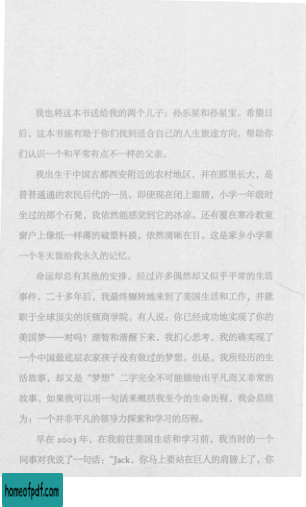 我也将这本书送给我的两个儿子：孙乐星和孙星宝。希望日
后，这本书能有助于你们找到适合自己的人生旅途方向，帮助你
们认识一个和平常有点不一样的父亲。
我出生于中国古都西安附近的农村地区，并在那里长大，是
普普通通的农民后代的一员。即使现在闭上眼睛，小学一年级时
坐过的那个石凳，我依然能感觉到它的冰凉。还有覆在寒冷教室
窗户上像纸一样薄的破塑料膜，依然清晰在目。这是家乡小学第
一个冬天留给我永久的记忆。
命运却总有其他的安排。经过许多偶然却又似乎平常的生活
事件，二十多年后，我最终辗转地来到了美国生活和工作，并就
职于全球顶尖的沃顿商学院。有人说：你已经成功地实现了你的
美国梦——对吗？理智和清醒下来，我扪心思考，我的确实现了
一个中国最底层农家孩子没有做过的梦想。但是，我所经历的生
活故事，却又是“梦想”二字完全不可能描绘出平凡而又非常的
故事。如果我可以用一句话来概括我至今的生命历程，我会总结
为：一个并非平凡的领导力探索和学习的历程。
早在 2003 年，在我前往美国生活和学习前，我当时的一个
同事对我说了一句话：“Jack，你马上要站在巨人的肩膀上了，你
homeofpdf.com